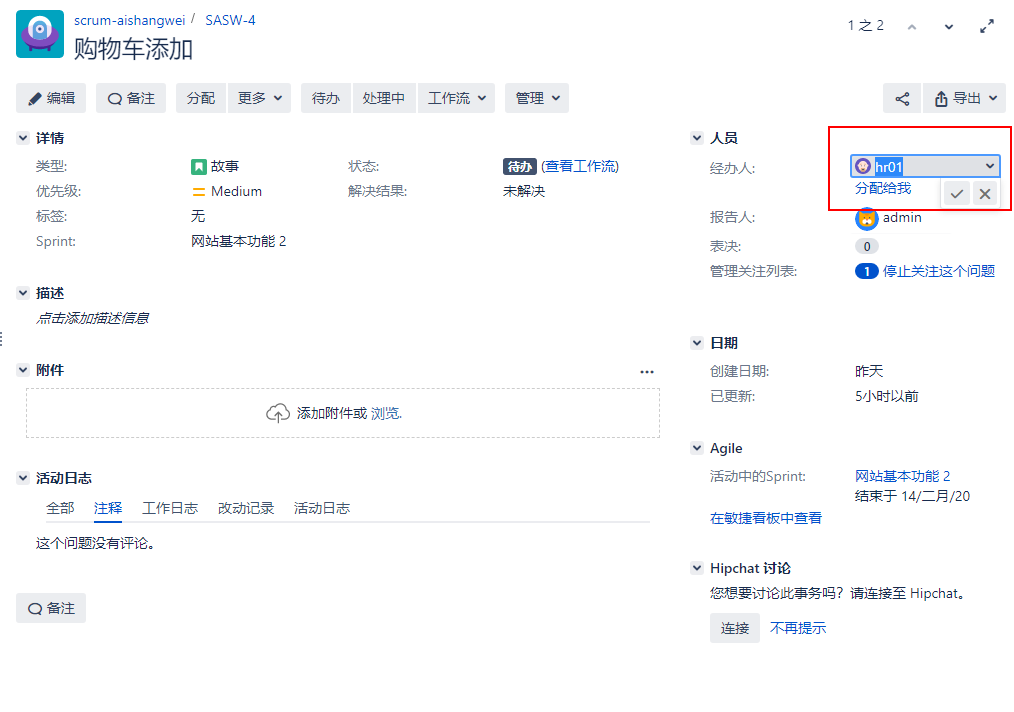 scrum-aishangwei / SASW-4
购物车添加
1 之 2
编辑 备注 分配 更多 待办 处理中 工作流 管理 导出
详情
类型: 故事 状态: 待办 (查看工作流)
优先级: Medium 解决结果: 未解决
标签: 无
Sprint: 网站基本功能 2
描述
点击添加描述信息
附件
添加附件或 浏览.
活动日志
全部 注释 工作日志 改动记录 活动日志
这个问题没有评论。
备注
人员
经办人: hr01
分配给我
报告人: admin
表决: 0
管理关注列表: 1 停止关注这个问题
日期
创建日期: 昨天
已更新: 5小时以前
Agile
活动中的Sprint: 网站基本功能 2
结束于 14/二月/20
在敏捷看板中查看
Hipchat 讨论
您想要讨论此事务吗？请连接至 Hipchat。
连接 不再提示